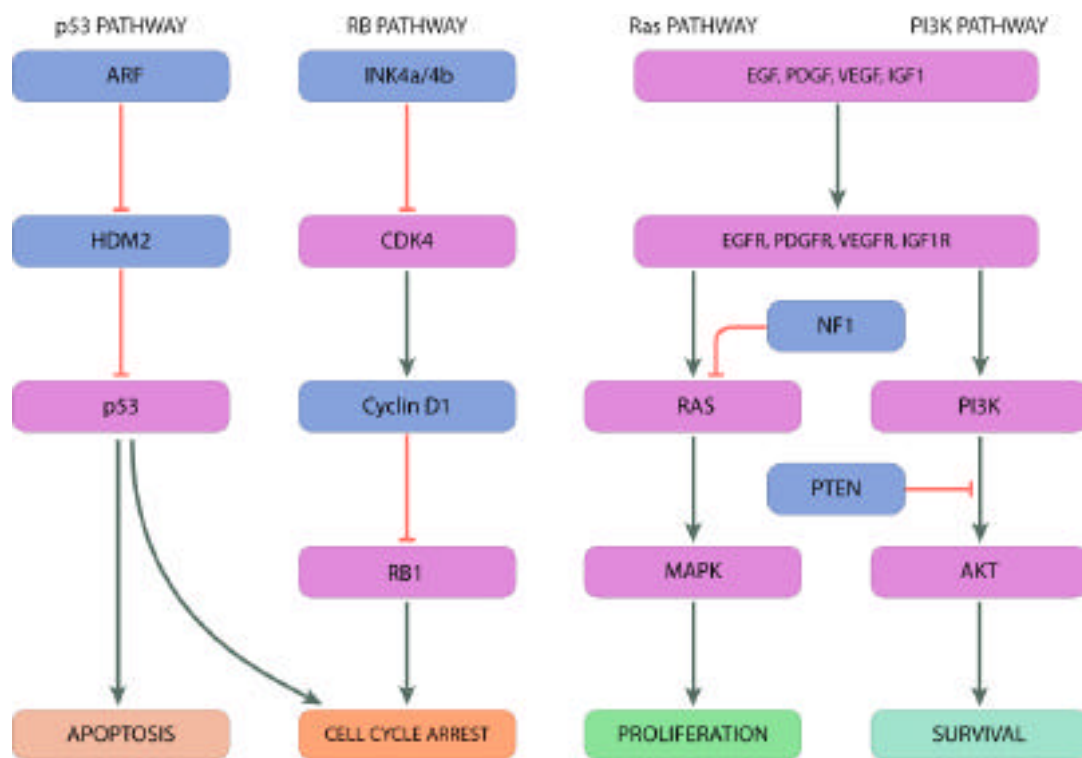 p53 PATHWAY
RB PATHWAY
Ras PATHWAY
PI3K PATHWAY
ARF
INK4a/4b
EGF, PDGF, VEGF, IGF1
HDM2
CDK4
EGFR, PDGFR, VEGFR, IGF1R
NF1
p53
Cyclin D1
RAS
PI3K
PTEN
RB1
MAPK
AKT
APOPTOSIS
CELL CYCLE ARREST
PROLIFERATION
SURVIVAL